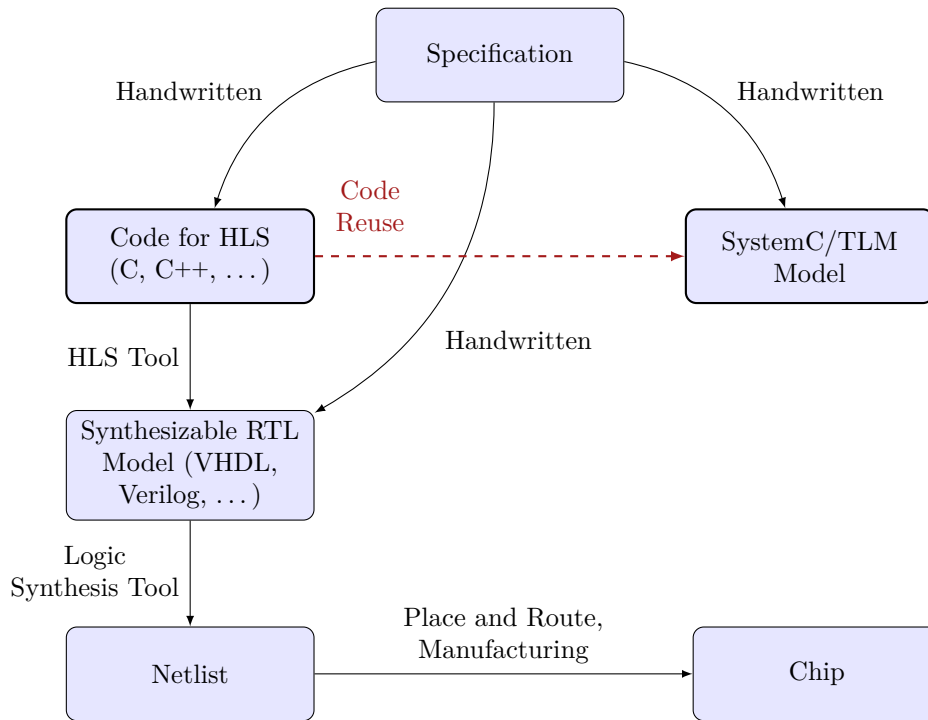 Specification
Handwritten
Handwritten
Code
Reuse
Code for HLS
(C, C++, . . . )
SystemC/TLM
Model
Handwritten
HLS Tool
Synthesizable RTL
Model (VHDL,
Verilog, . . . )
Logic
Synthesis Tool
Place and Route,
Manufacturing
Netlist
Chip